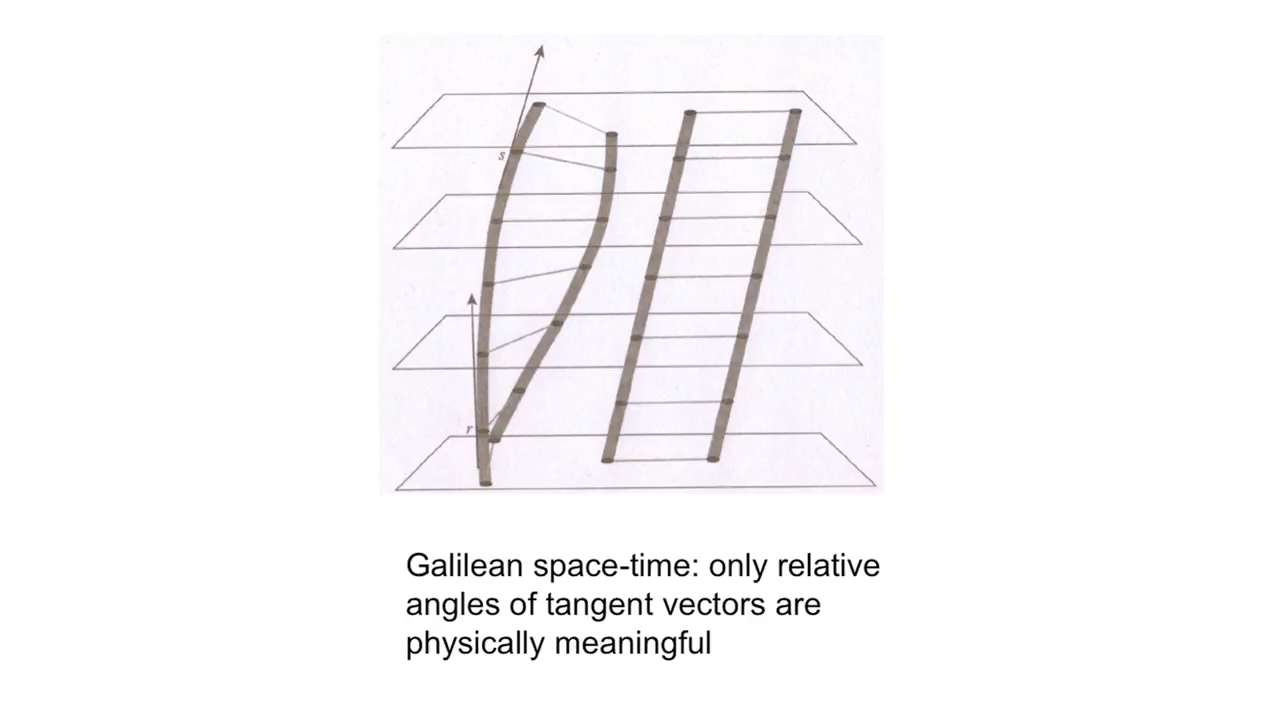 s
r
Galilean space-time: only relative
angles of tangent vectors are
physically meaningful